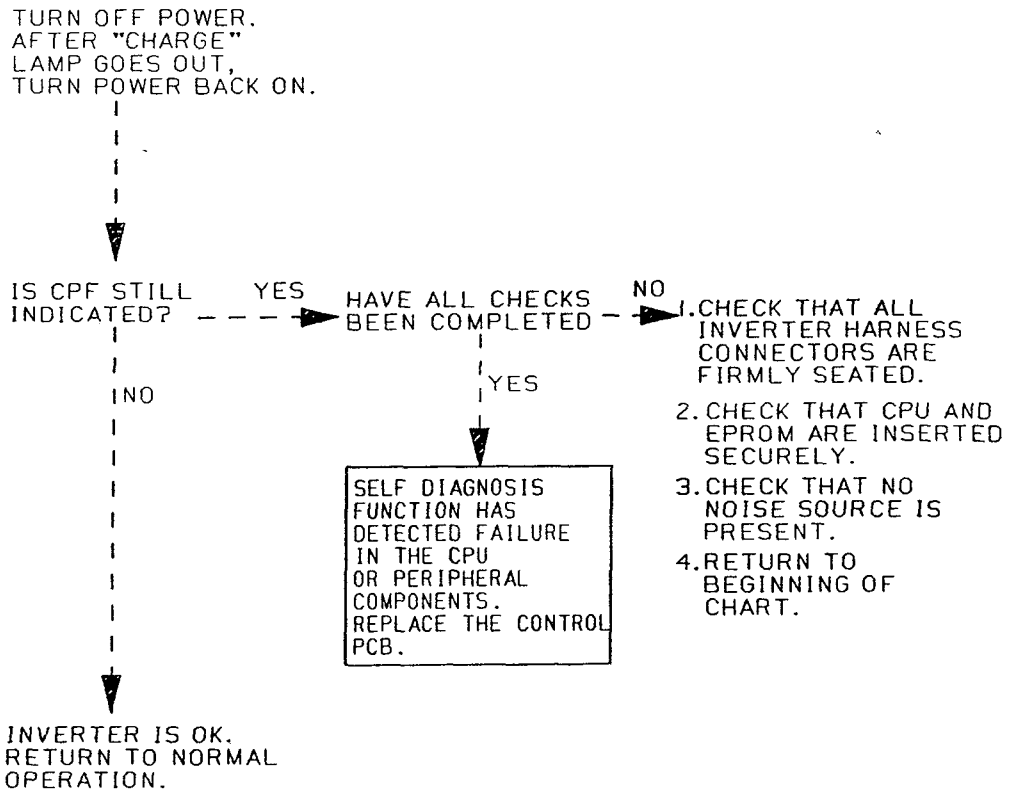 TURN OFF POWER.
AFTER "CHARGE"
LAMP GOES OUT,
TURN POWER BACK ON.
IS CPF STILL
INDICATED?
YES
HAVE ALL CHECKS
BEEN COMPLETED
NO
1. CHECK THAT ALL
INVERTER HARNESS
CONNECTORS ARE
FIRMLY SEATED.
2. CHECK THAT CPU AND
EPROM ARE INSERTED
SECURELY.
3. CHECK THAT NO
NOISE SOURCE IS
PRESENT.
4. RETURN TO
BEGINNING OF
CHART.
NO
YES
SELF DIAGNOSIS
FUNCTION HAS
DETECTED FAILURE
IN THE CPU
OR PERIPHERAL
COMPONENTS.
REPLACE THE CONTROL
PCB.
INVERTER IS OK.
RETURN TO NORMAL
OPERATION.